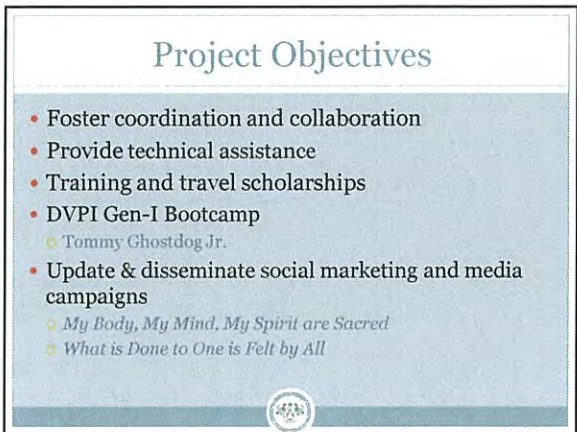 Project Objectives
• Foster coordination and collaboration
• Provide technical assistance
• Training and travel scholarships
• DVPI Gen-I Bootcamp
Tommy Ghostdog Jr.
• Update & disseminate social marketing and media
campaigns
My Body, My Mind, My Spirit are Sacred
What is Done to One is Felt by All